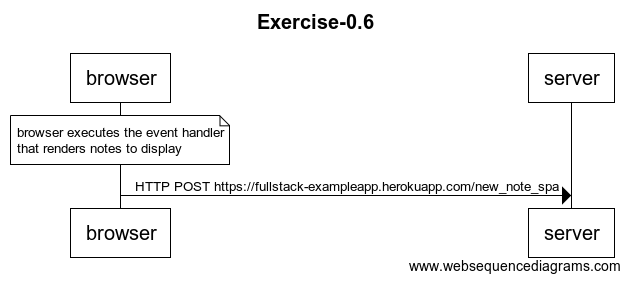 Exercise-0.6
browser
server
browser executes the event handler
that renders notes to display
HTTP POST https://fullstack-exampleapp.herokuapp.com/new_note_spa
browser
server
www.websequencediagrams.com